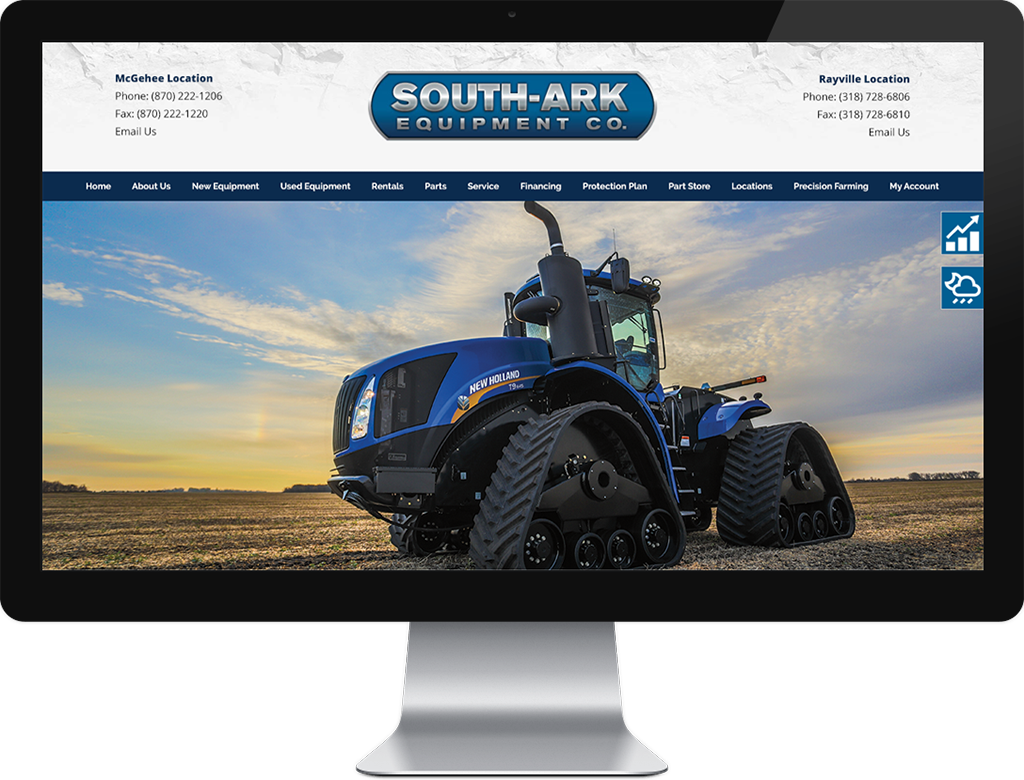 McGehee Location
Phone: (870) 222-1206
Fax: (870) 222-1220
Email Us
SOUTH-ARK
EQUIPMENT CO.
Rayville Location
Phone: (318) 728-6806
Fax: (318) 728-6810
Email Us
Home About Us New Equipment Used Equipment Rentals Parts Service Financing Protection Plan Part Store Locations Precision Farming My Account
NEW HOLLAND